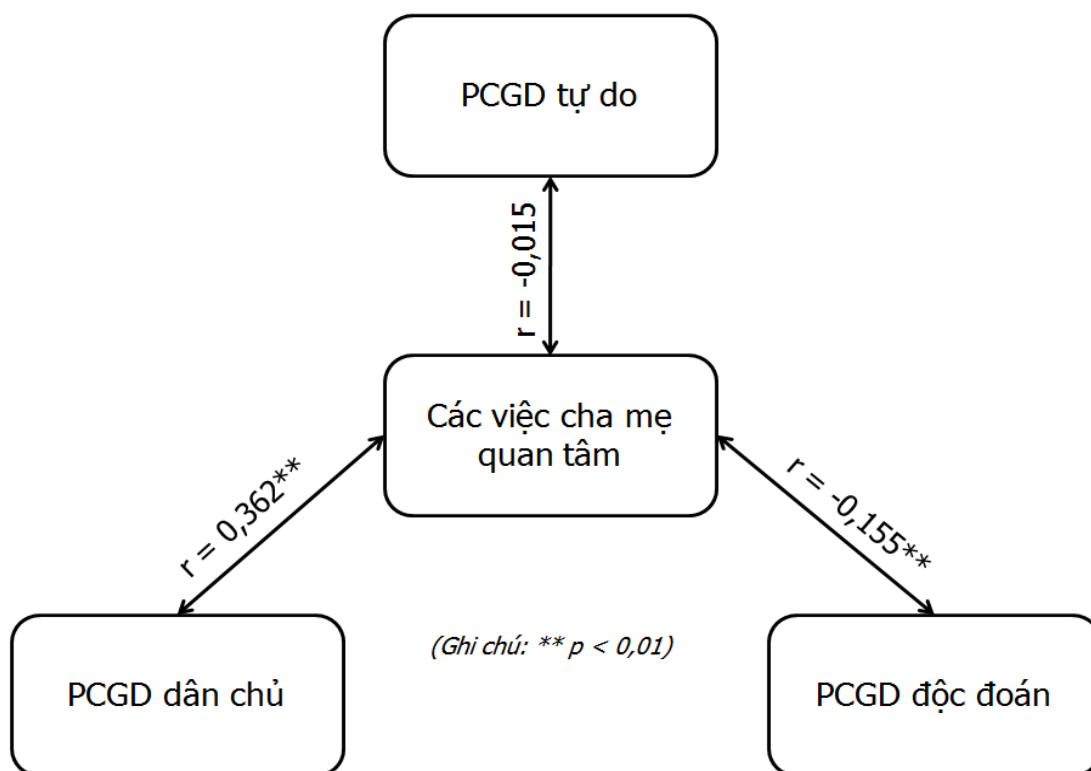 PCGD tự do
r = -0,015
Các việc cha mẹ
quan tâm
r = 0,362**
r = -0,155**
(Ghi chú: ** p < 0,01)
PCGD dân chủ
PCGD độc đoán